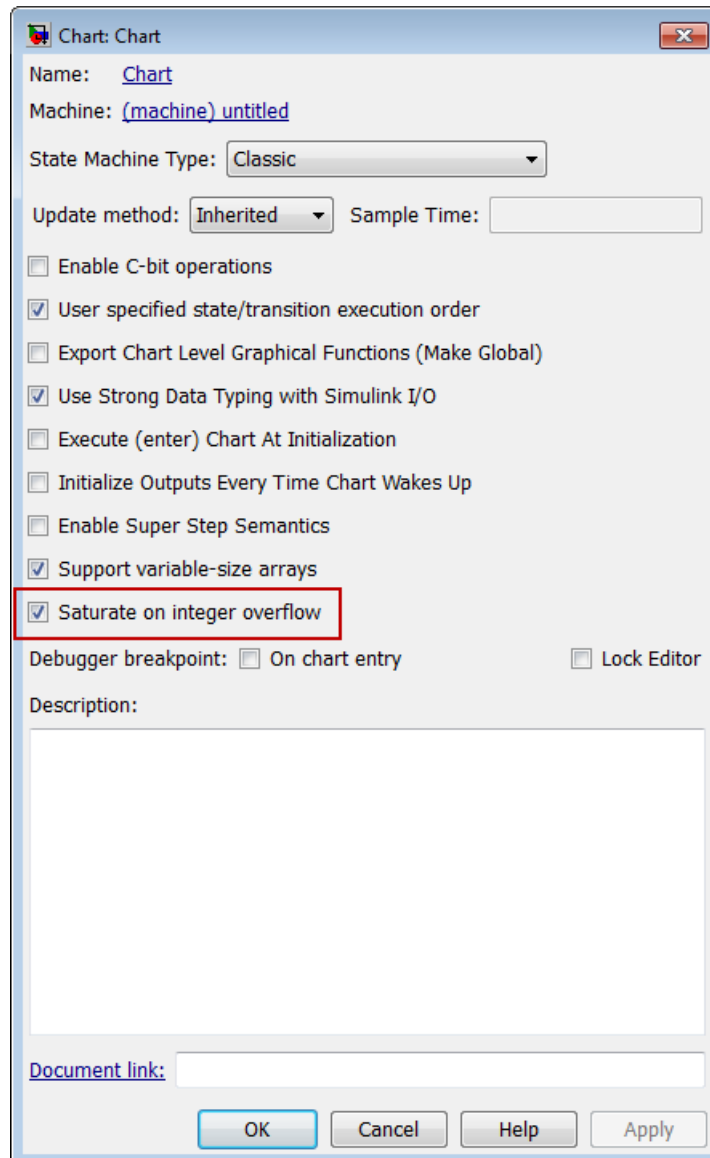 Chart: Chart
Name: Chart
Machine: (machine) untitled
State Machine Type: Classic
Update method: Inherited Sample Time:
Enable C-bit operations
User specified state/transition execution order
Export Chart Level Graphical Functions (Make Global)
Use Strong Data Typing with Simulink I/O
Execute (enter) Chart At Initialization
Initialize Outputs Every Time Chart Wakes Up
Enable Super Step Semantics
Support variable-size arrays
Saturate on integer overflow
Debugger breakpoint: On chart entry Lock Editor
Description:
Document link:
OK Cancel Help Apply